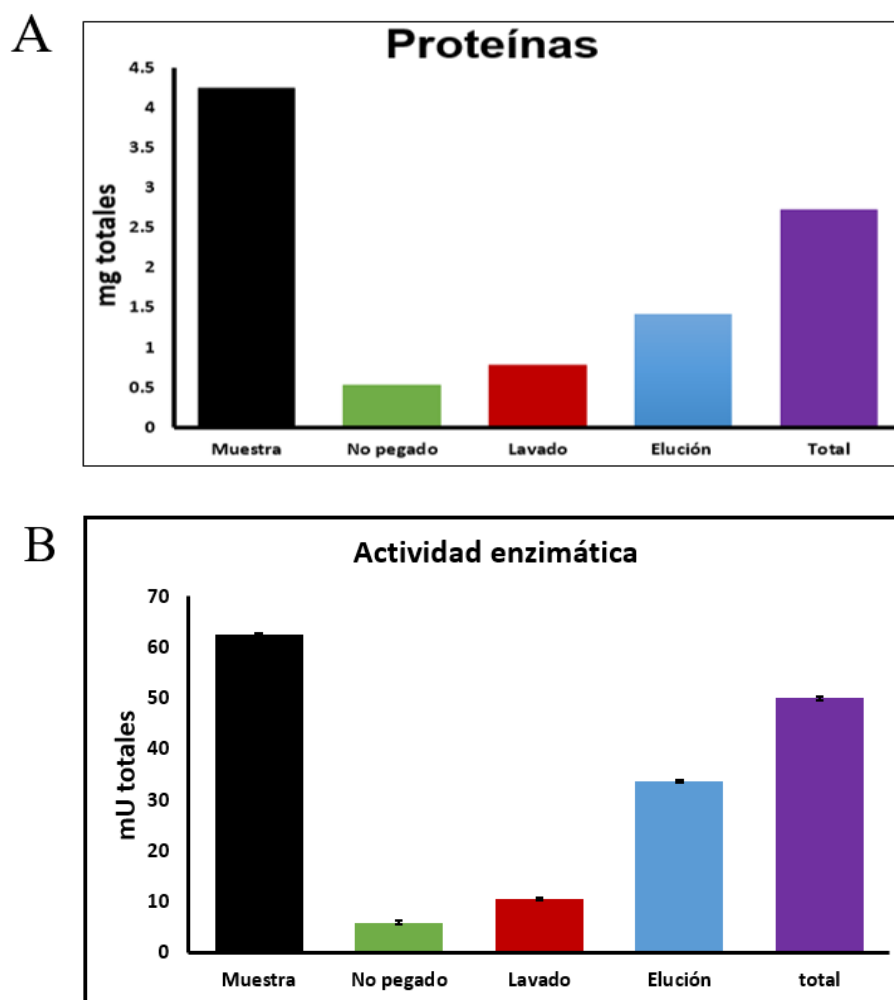 A
Proteínas
mg totales
4.5
4
3.5
3
2.5
2
1.5
1
0.5
0
Muestra No pegado Lavado Elución Total
B
Actividad enzimática
mU totales
70
60
50
40
30
20
10
0
Muestra No pegado Lavado Elución total